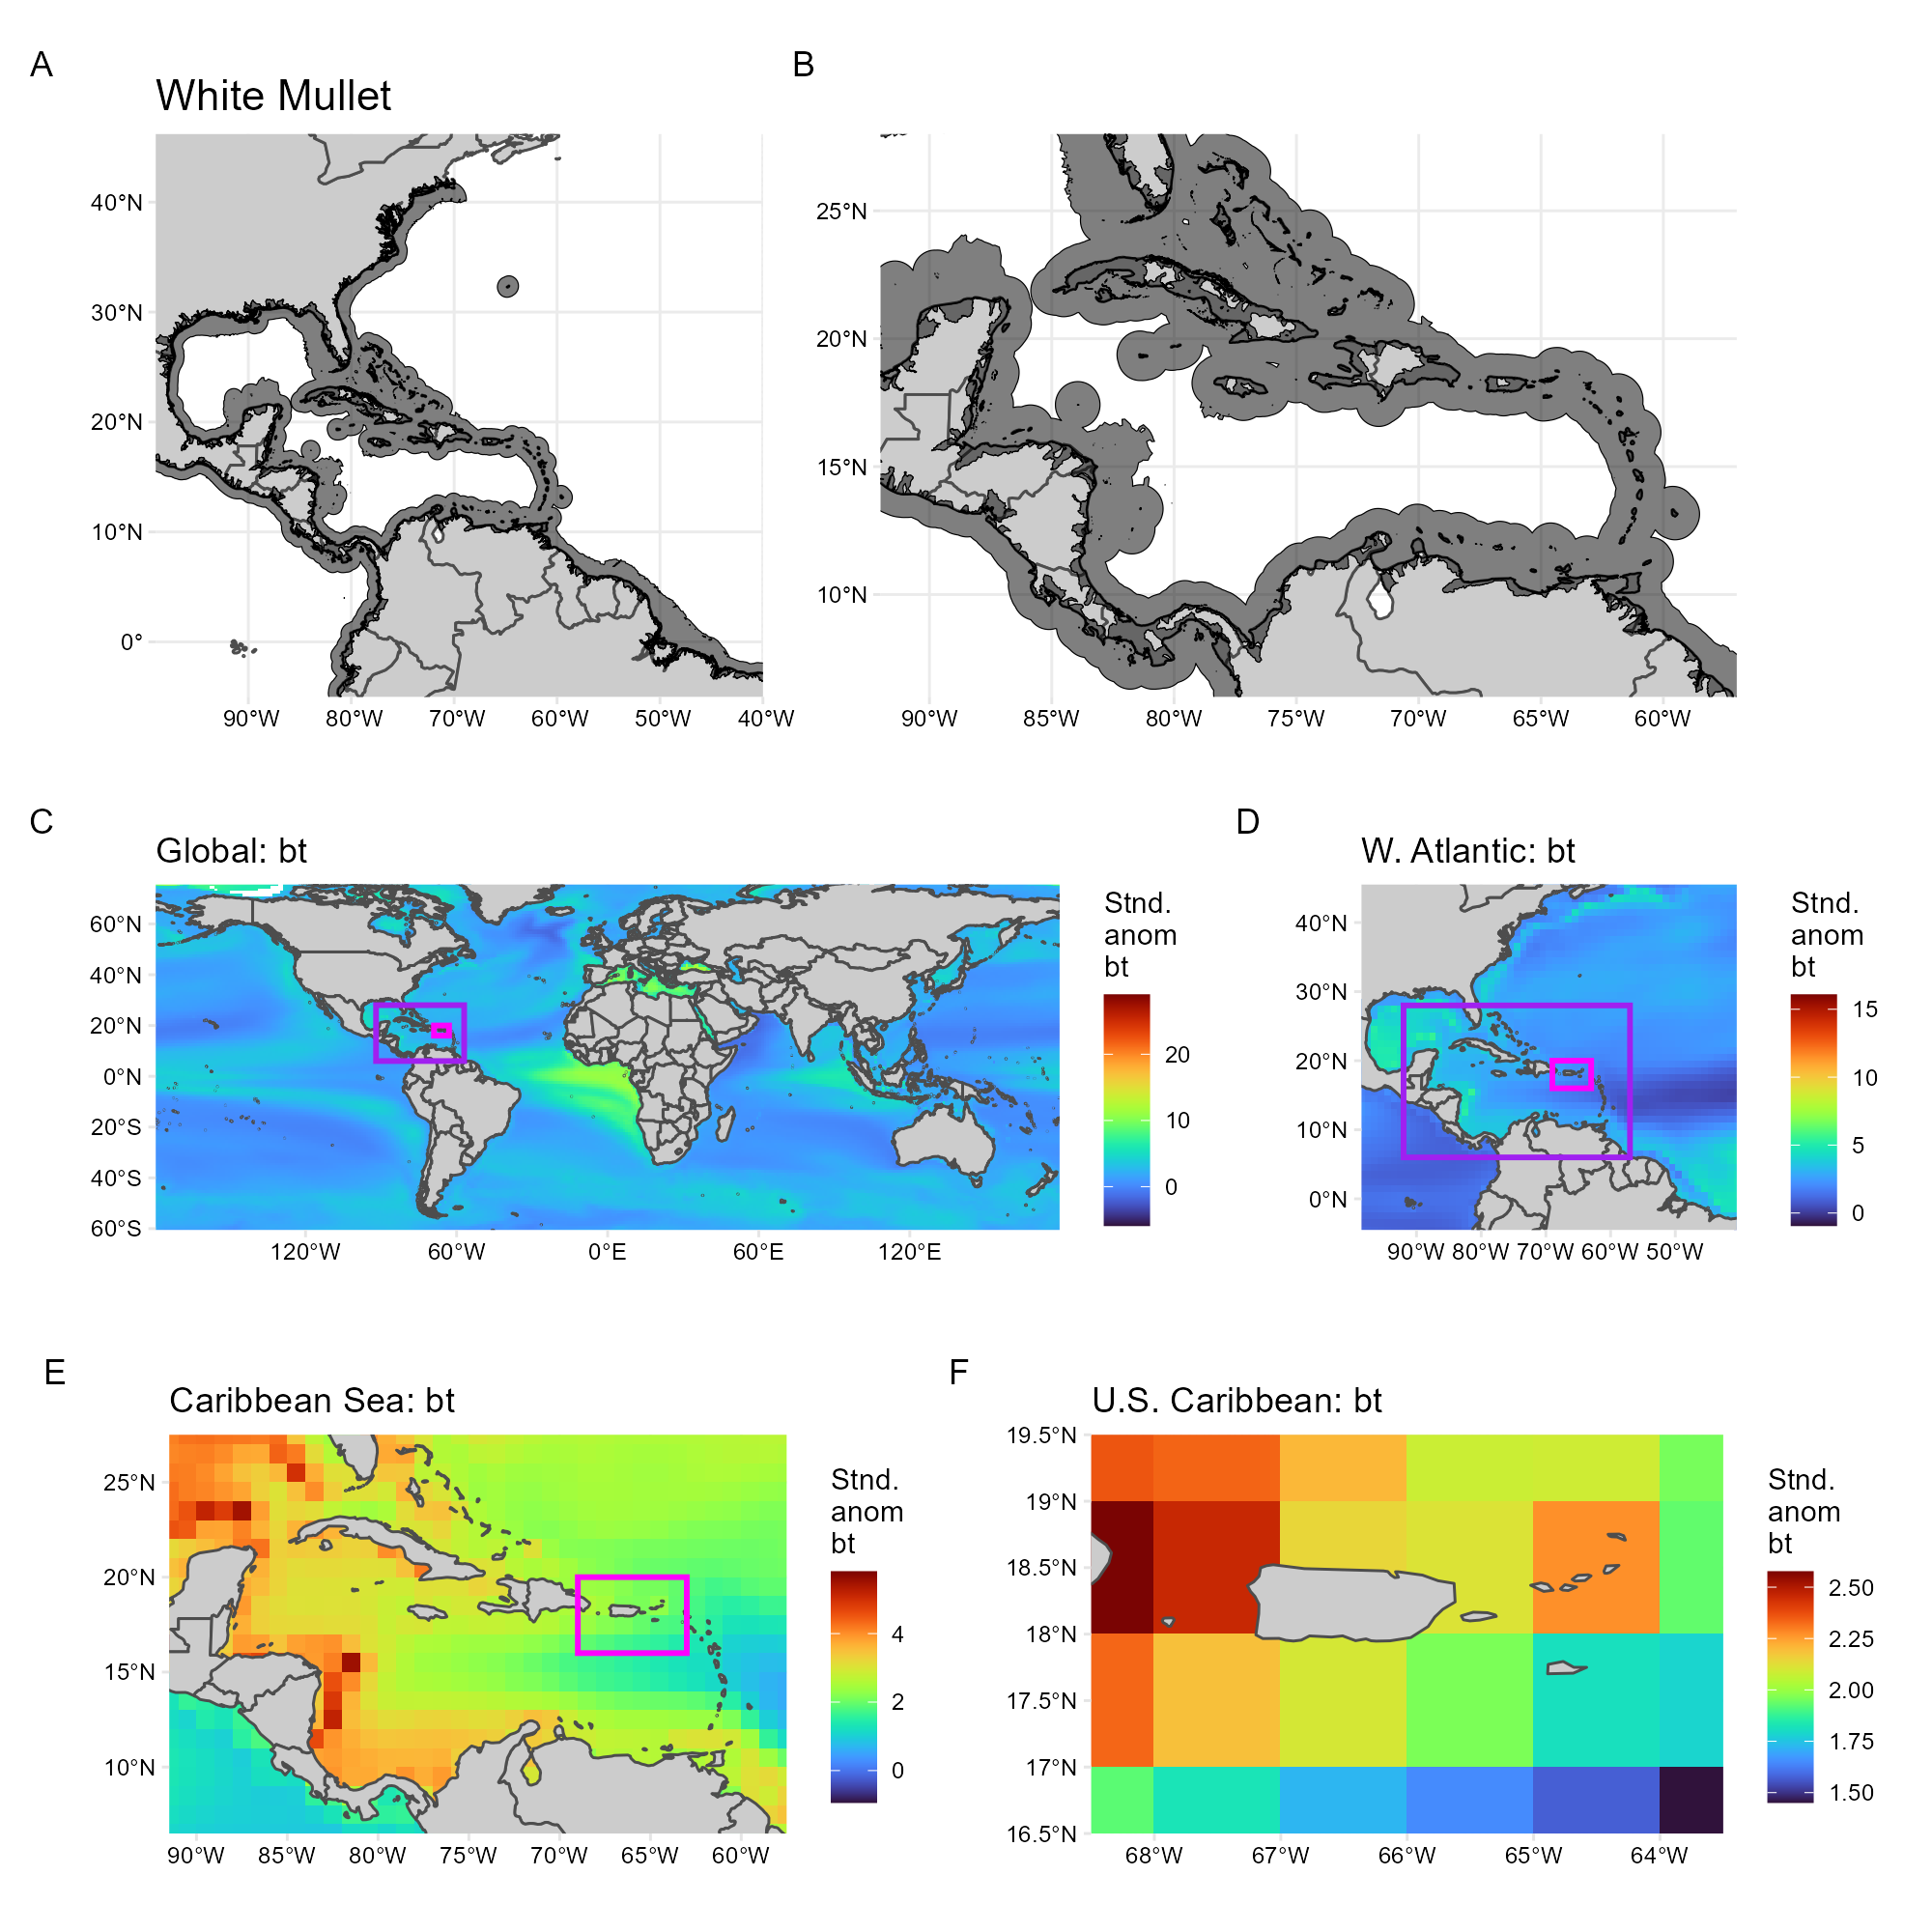 A
White Mullet
40°N
30°N
20°N
10°N
0°
90°W 80°W 70°W 60°W 50°W 40°W
B
25°N
20°N
15°N
10°N
90°W 85°W 80°W 75°W 70°W 65°W 60°W
C
Global: bt
60°N
40°N
20°N
0°N
20°S
40°S
60°S
120°W 60°W 0°E 60°E 120°E
Stnd.
anom
bt
20
10
0
D
W. Atlantic: bt
40°N
30°N
20°N
10°N
0°N
90°W 80°W 70°W 60°W 50°W
Stnd.
anom
bt
15
10
5
0
E
Caribbean Sea: bt
25°N
20°N
15°N
10°N
90°W 85°W 80°W 75°W 70°W 65°W 60°W
Stnd.
anom
bt
4
2
0
F
U.S. Caribbean: bt
19.5°N
19°N
18.5°N
18°N
17.5°N
17°N
16.5°N
68°W 67°W 66°W 65°W 64°W
Stnd.
anom
bt
2.50
2.25
2.00
1.75
1.50